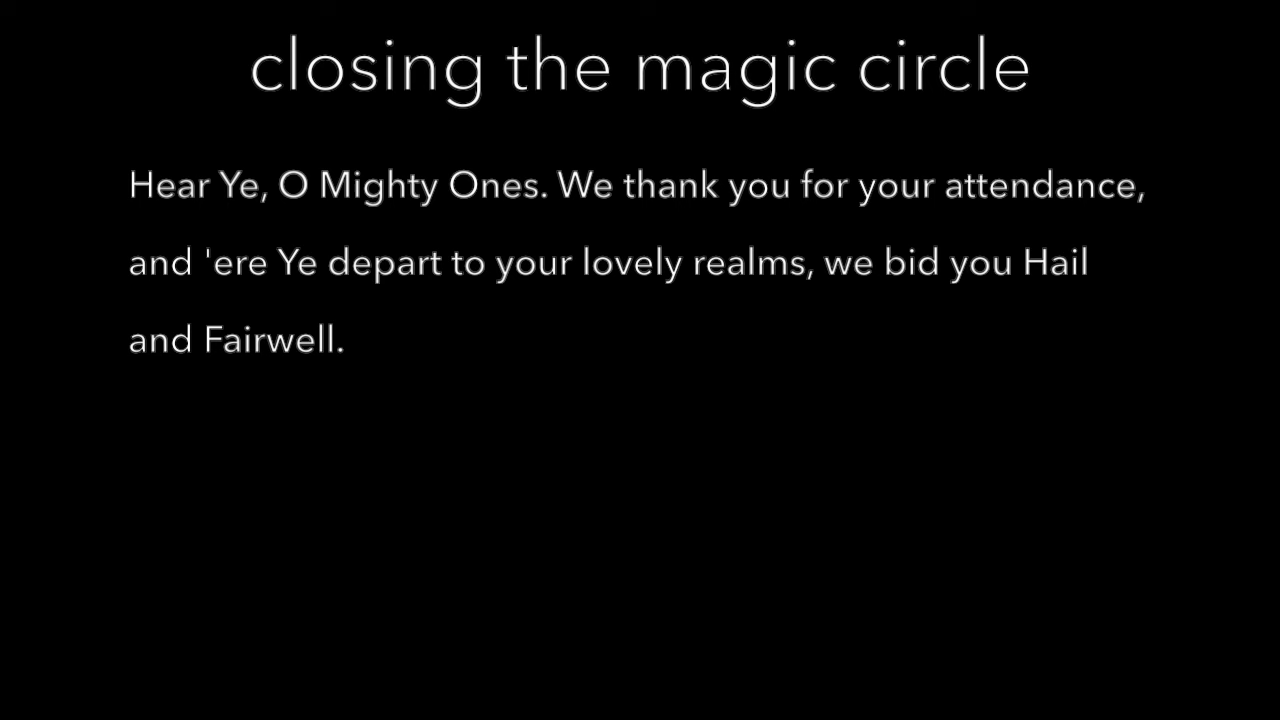 closing the magic circle
Hear Ye, O Mighty Ones. We thank you for your attendance,
and 'ere Ye depart to your lovely realms, we bid you Hail
and Fairwell.